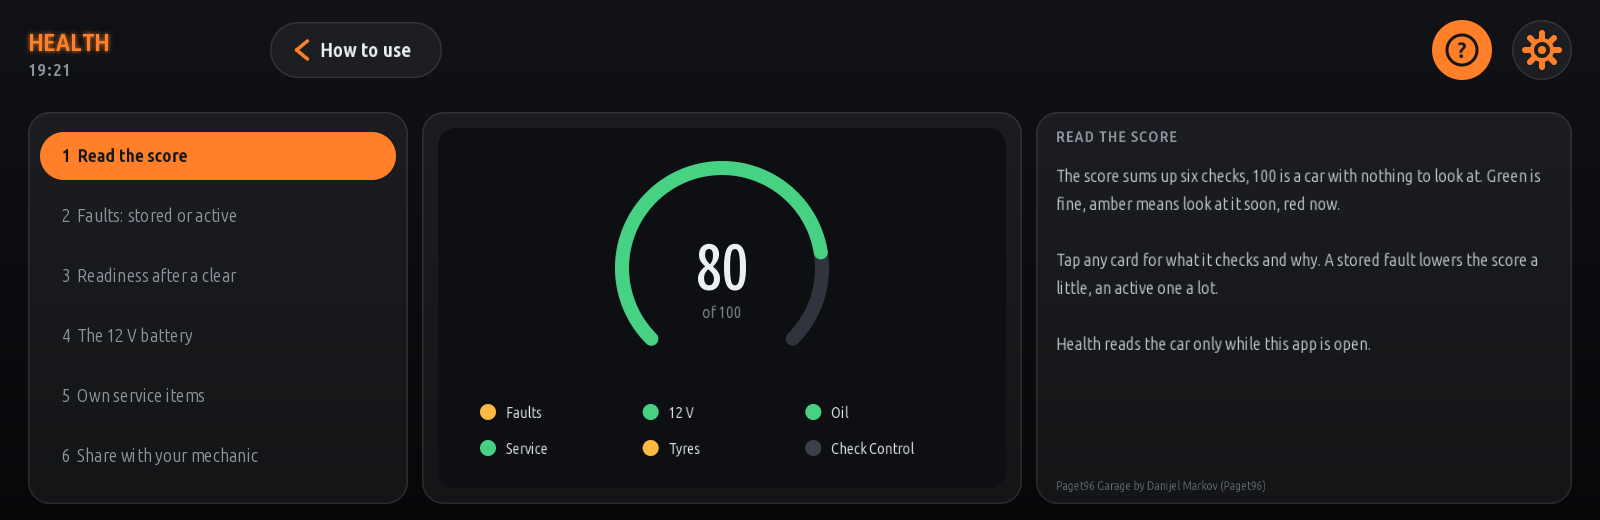 HEALTH
19:21
How to use
?
1 Read the score
2 Faults: stored or active
3 Readiness after a clear
4 The 12 V battery
5 Own service items
6 Share with your mechanic
80
of 100
Faults
12 V
Oil
Service
Tyres
Check Control
READ THE SCORE
The score sums up six checks, 100 is a car with nothing to look at. Green is
fine, amber means look at it soon, red now.
Tap any card for what it checks and why. A stored fault lowers the score a
little, an active one a lot.
Health reads the car only while this app is open.
Paget96 Garage by Danijel Markov (Paget96)